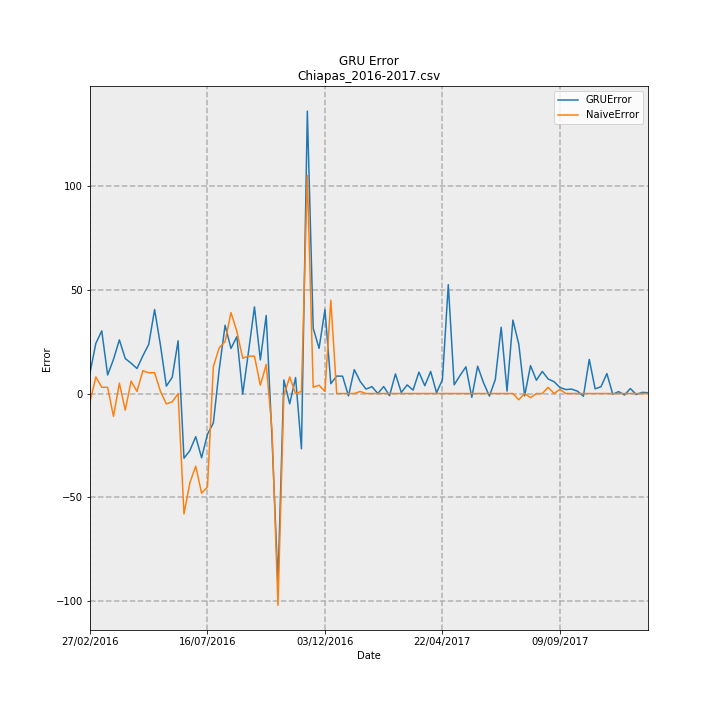 GRU Error
Chiapas_2016-2017.csv
GRUError
NaiveError
100
50
0
−50
−100
Error
27/02/2016 16/07/2016 03/12/2016 22/04/2017 09/09/2017
Date